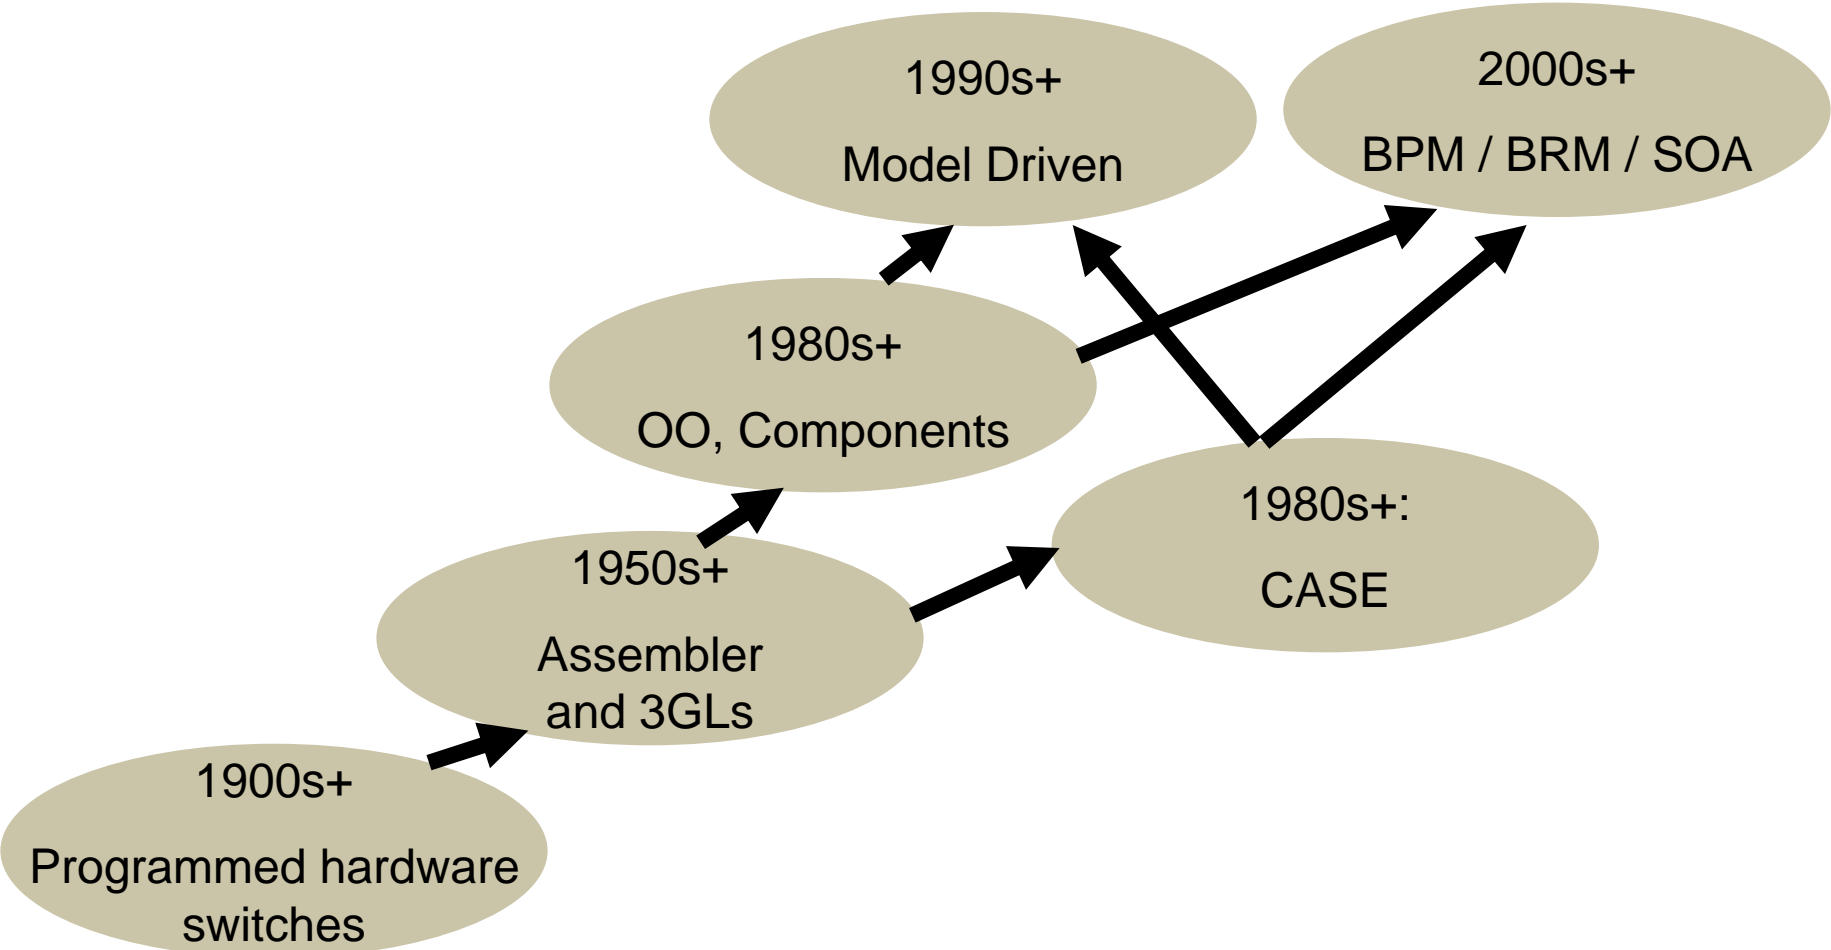 1990s+
Model Driven
2000s+
BPM / BRM / SOA
1980s+
OO, Components
1980s+:
CASE
1950s+
Assembler
and 3GLs
1900s+
Programmed hardware
switches